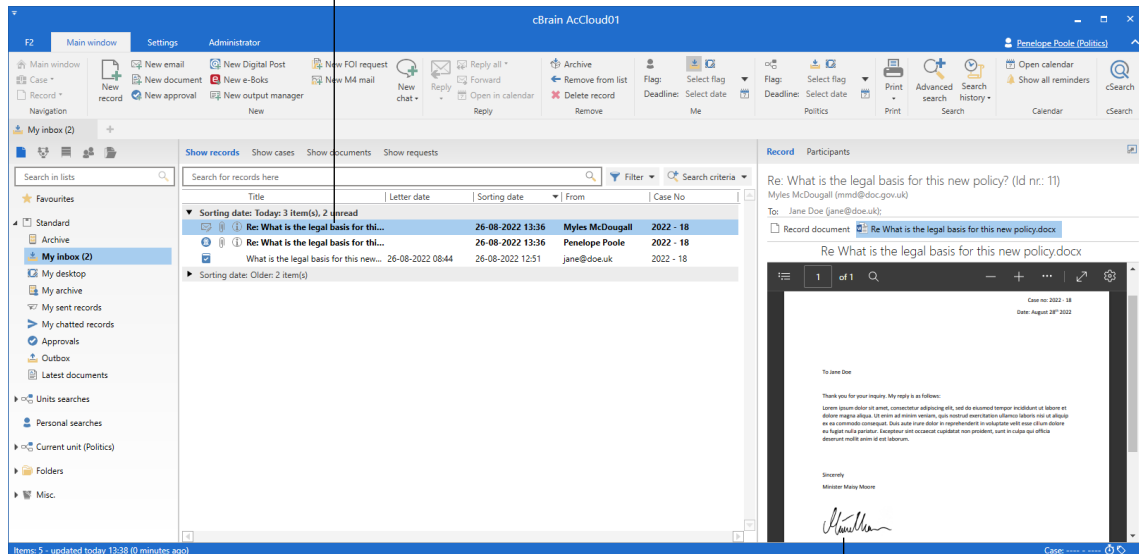 cBrain AcCloud01
F2 Main window Settings Administrator
Penelope Poole (Politics)
Main window
Case
Record
Navigation
New record
New email
New document
New approval
New Digital Post
New e-Boks
New output manager
New FOI request
New M4 mail
New
New chat
Reply
Reply all
Forward
Open in calendar
Reply
Archive
Remove from list
Delete record
Remove
Flag: Select flag
Deadline: Select date
Me
Flag: Select flag
Deadline: Select date
Politics
Print
Print
Advanced search
Search history
Search
Open calendar
Show all reminders
Calendar
cSearch
cSearch
My inbox (2)
Search in lists
Favourites
Standard
Archive
My inbox (2)
My desktop
My archive
My sent records
My chatted records
Approvals
Outbox
Latest documents
Units searches
Personal searches
Current unit (Politics)
Folders
Misc.
Show records Show cases Show documents Show requests
Search for records here
Filter Search criteria
Title Letter date Sorting date From Case No
Sorting date: Today: 3 item(s), 2 unread
Re: What is the legal basis for thi... 26-08-2022 13:36 Myles McDougall 2022 - 18
Re: What is the legal basis for thi... 26-08-2022 13:36 Penelope Poole 2022 - 18
What is the legal basis for this new... 26-08-2022 08:44 26-08-2022 12:51 jane@doe.uk 2022 - 18
Sorting date: Older: 2 item(s)
Record Participants
Re: What is the legal basis for this new policy? (Id nr.: 11)
Myles McDougall (mmd@doc.gov.uk)
To: Jane Doe (jane@doe.uk);
Record document Re What is the legal basis for this new policy.docx
Re What is the legal basis for this new policy.docx
1 of 1
Case no: 2022 - 18
Date: August 28th 2022
To Jane Doe
Thank you for your inquiry. My reply is as follows:
Lorem ipsum dolor sit amet, consectetur adipiscing elit, sed do eiusmod tempor incididunt ut labore et
dolore magna aliqua. Ut enim ad minim veniam, quis nostrud exercitation ullamco laboris nisi ut aliquip
ex ea commodo consequat. Duis aute irure dolor in reprehenderit in voluptate velit esse cillum dolore
eu fugiat nulla pariatur. Excepteur sint occaecat cupidatat non proident, sunt in culpa qui officia
deserunt mollit anim id est laborum.
Sincerely
Minister Maisy Moore
Items: 5 - updated today 13:38 (0 minutes ago)
Case: ---- - ----